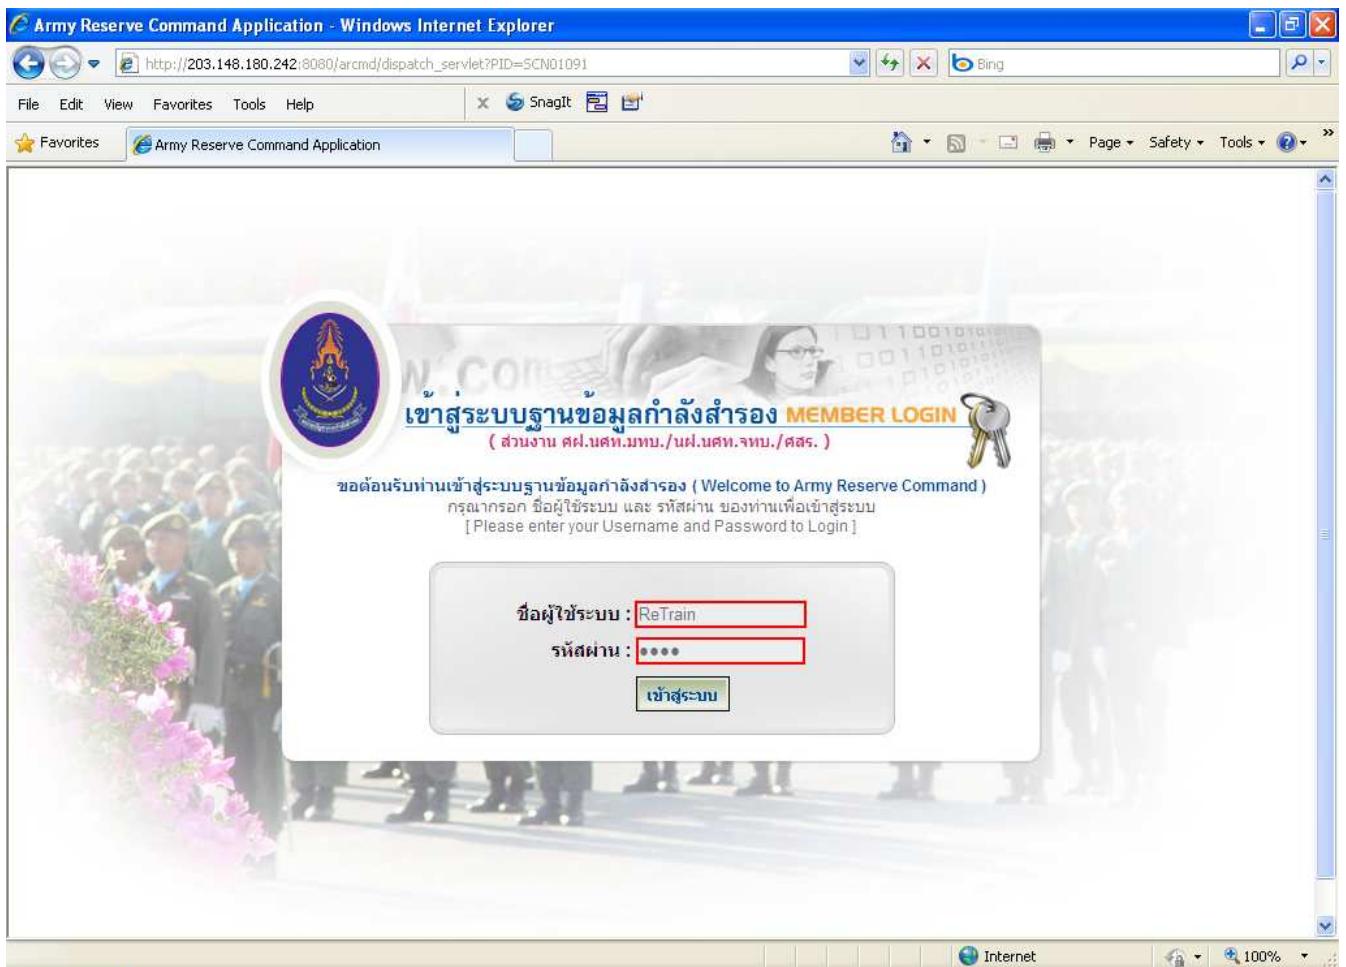 Army Reserve Command Application - Windows Internet Explorer
http://203.148.180.242:8080/arcmd/dispatch_servlet?PID=SCN01091
Bing
File Edit View Favorites Tools Help
x SnagIt
Favorites
Army Reserve Command Application
Page Safety Tools
w.com
เข้าสู่ระบบฐานข้อมูลกำลังสำรอง MEMBER LOGIN
( ส่วนงาน ศฝ.นศท.มทบ./นฝ.นศท.จทบ./ศสร. )
ขอต้อนรับท่านเข้าสู่ระบบฐานข้อมูลกำลังสำรอง ( Welcome to Army Reserve Command )
กรุณากรอก ชื่อผู้ใช้ระบบ และ รหัสผ่าน ของท่านเพื่อเข้าสู่ระบบ
[ Please enter your Username and Password to Login ]
ชื่อผู้ใช้ระบบ : ReTrain
รหัสผ่าน : ••••
เข้าสู่ระบบ
Internet
100%